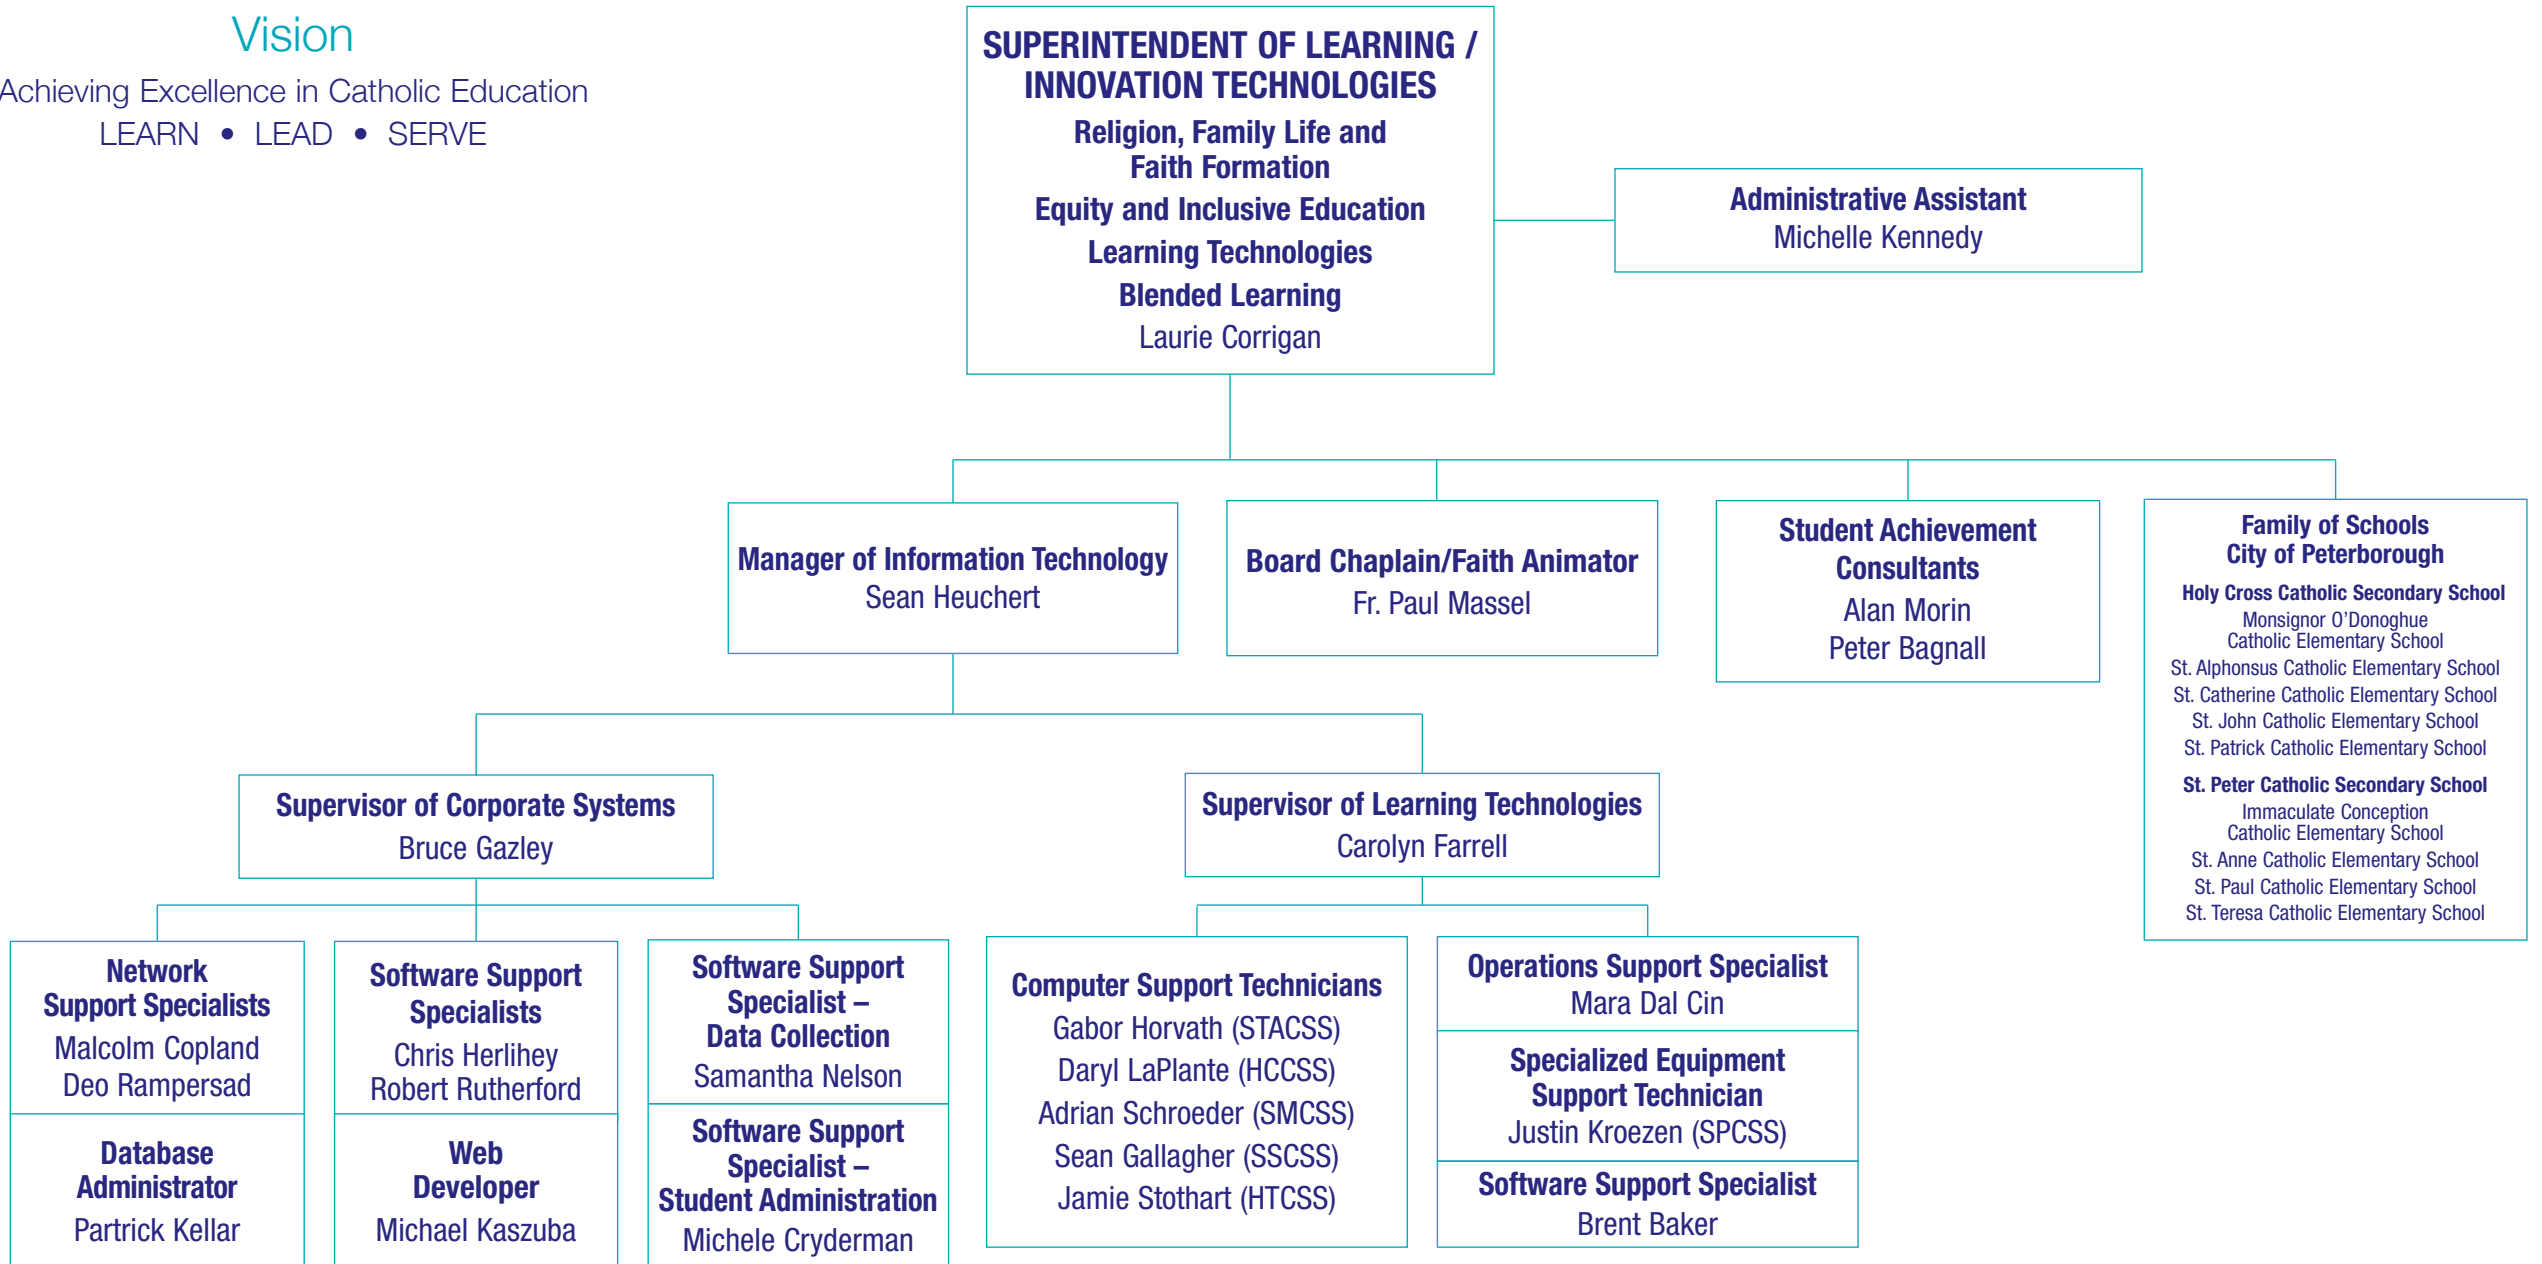 Vision
Achieving Excellence in Catholic Education
LEARN • LEAD • SERVE
SUPERINTENDENT OF LEARNING /
INNOVATION TECHNOLOGIES
Religion, Family Life and
Faith Formation
Equity and Inclusive Education
Learning Technologies
Blended Learning
Laurie Corrigan
Administrative Assistant
Michelle Kennedy
Manager of Information Technology
Sean Heuchert
Board Chaplain/Faith Animator
Fr. Paul Massel
Student Achievement
Consultants
Alan Morin
Peter Bagnall
Family of Schools
City of Peterborough
Holy Cross Catholic Secondary School
Monsignor O’Donoghue
Catholic Elementary School
St. Alphonsus Catholic Elementary School
St. Catherine Catholic Elementary School
St. John Catholic Elementary School
St. Patrick Catholic Elementary School
St. Peter Catholic Secondary School
Immaculate Conception
Catholic Elementary School
St. Anne Catholic Elementary School
St. Paul Catholic Elementary School
St. Teresa Catholic Elementary School
Supervisor of Corporate Systems
Bruce Gazley
Supervisor of Learning Technologies
Carolyn Farrell
Network
Support Specialists
Malcolm Copland
Deo Rampersad
Database
Administrator
Partrick Kellar
Software Support
Specialists
Chris Herlihey
Robert Rutherford
Web
Developer
Michael Kaszuba
Software Support
Specialist –
Data Collection
Samantha Nelson
Software Support
Specialist –
Student Administration
Michele Cryderman
Computer Support Technicians
Gabor Horvath (STACSS)
Daryl LaPlante (HCCSS)
Adrian Schroeder (SMCSS)
Sean Gallagher (SSCSS)
Jamie Stothart (HTCSS)
Operations Support Specialist
Mara Dal Cin
Specialized Equipment
Support Technician
Justin Kroezen (SPCSS)
Software Support Specialist
Brent Baker